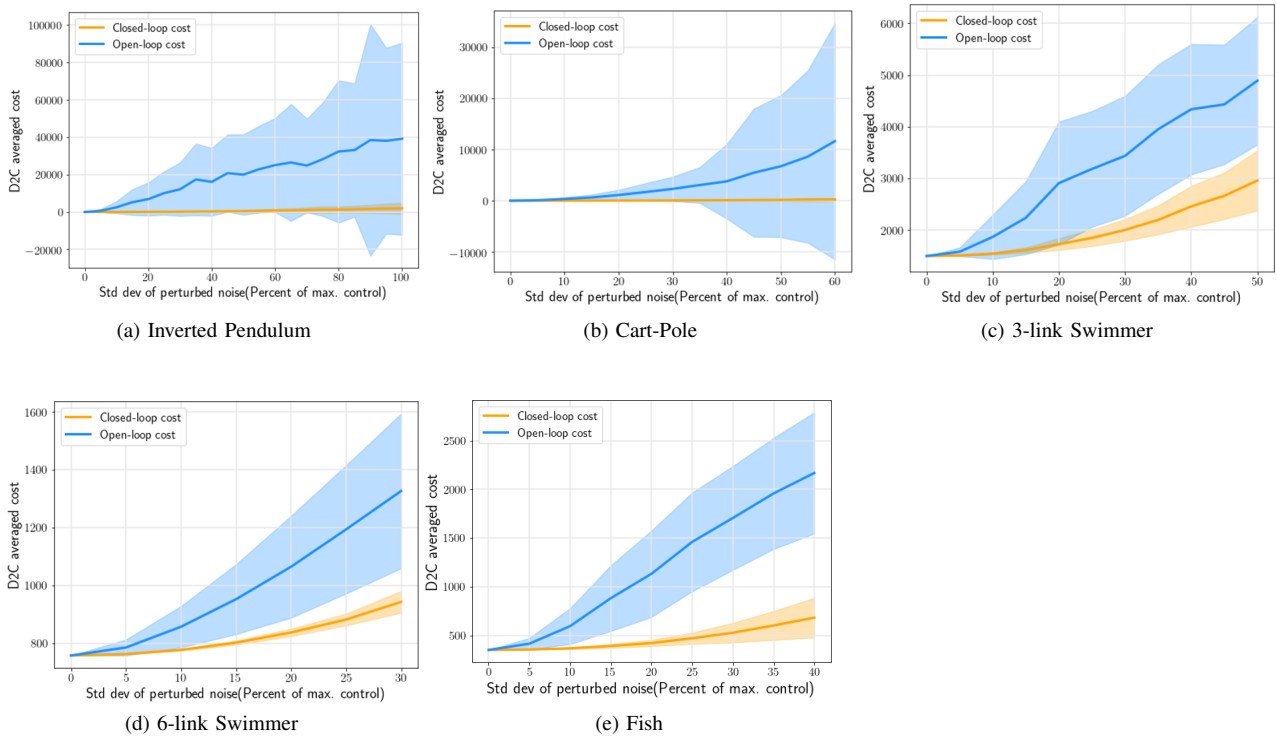 Closed-loop cost
Open-loop cost
100000
80000
60000
40000
20000
0
−20000
D2C averaged cost
0 20 40 60 80 100
Std dev of perturbed noise(Percent of max. control)
(a) Inverted Pendulum
Closed-loop cost
Open-loop cost
30000
20000
10000
0
−10000
D2C averaged cost
0 10 20 30 40 50 60
Std dev of perturbed noise(Percent of max. control)
(b) Cart-Pole
Closed-loop cost
Open-loop cost
6000
5000
4000
3000
2000
D2C averaged cost
0 10 20 30 40 50
Std dev of perturbed noise(Percent of max. control)
(c) 3-link Swimmer
Closed-loop cost
Open-loop cost
1600
1400
1200
1000
800
D2C averaged cost
0 5 10 15 20 25 30
Std dev of perturbed noise(Percent of max. control)
(d) 6-link Swimmer
Closed-loop cost
Open-loop cost
2500
2000
1500
1000
500
D2C averaged cost
0 5 10 15 20 25 30 35 40
Std dev of perturbed noise(Percent of max. control)
(e) Fish